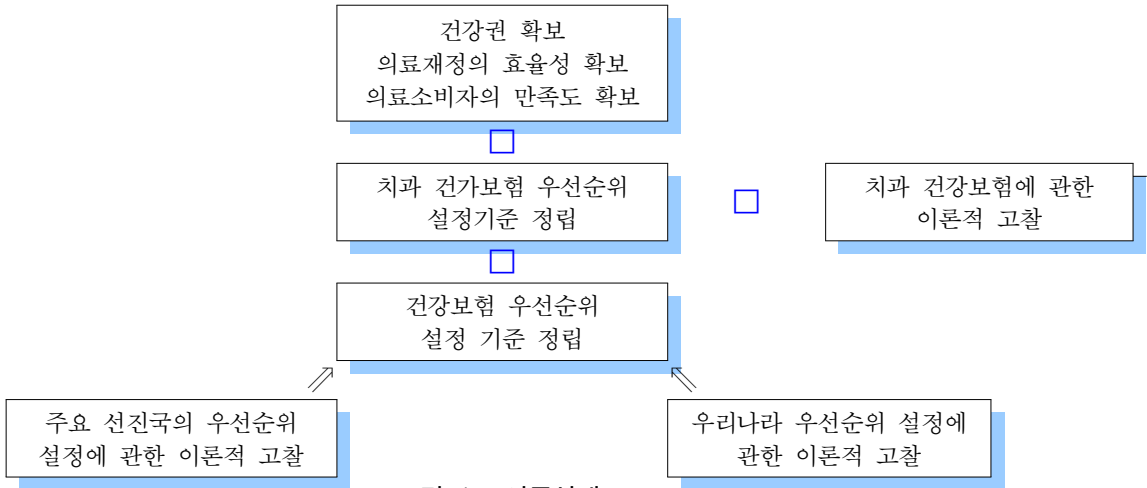 건강권 확보
의료재정의 효율성 확보
의료소비자의 만족도 확보
치과 건가보험 우선순위
설정기준 정립
치과 건강보험에 관한
이론적 고찰
건강보험 우선순위
설정 기준 정립
주요 선진국의 우선순위
설정에 관한 이론적 고찰
우리나라 우선순위 설정에
관한 이론적 고찰